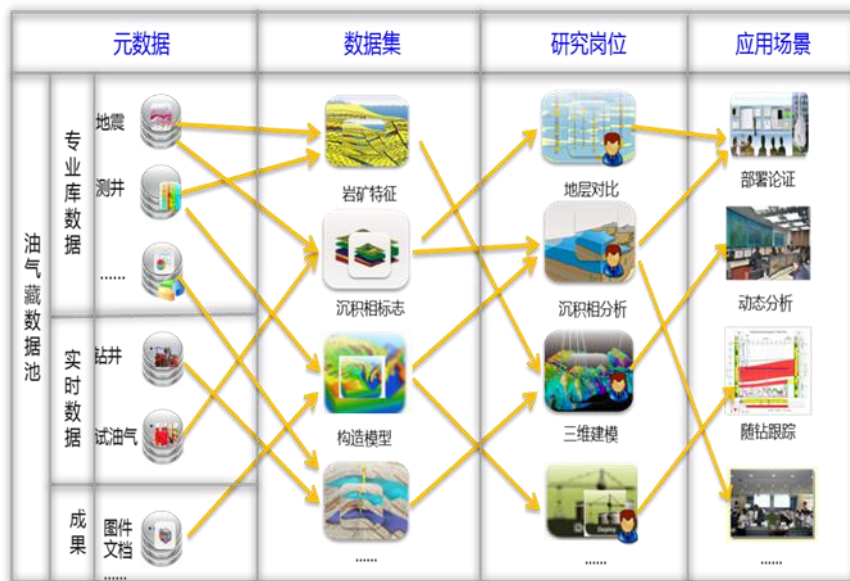 元数据
数据集
研究岗位
应用场景
油气藏数据池
专业库数据
地震
测井
......
实时数据
钻井
试油气
成果
图件
文档
......
岩矿特征
沉积相标志
构造模型
......
地层对比
沉积相分析
三维建模
......
部署论证
动态分析
随钻跟踪
......